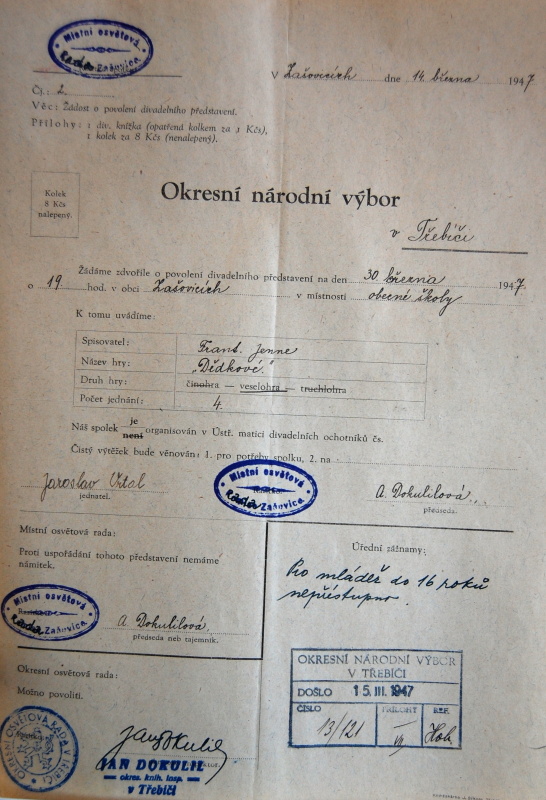 Místní osvětová
rada Zašovice
V Zašovicích dne 14. března 1947
Čj.: 2.
Věc: Žádost o povolení divadelního představení.
Přílohy: 1 div. knížka (opatřená kolkem za 1 Kčs),
1 kolek za 8 Kčs (nenalepený).
Kolek
8 Kčs
nalepený.
Okresní národní výbor
v Třebíči
Žádáme zdvořile o povolení divadelního představení na den 30 března 1947
o 19. hod. v obci Zašovicích v místnosti obecné školy
K tomu uvádíme:
Spisovatel: Frant. Jenne
Název hry: „Dědkové."
Druh hry: činohra — veselohra — truchlohra
Počet jednání: 4.
Náš spolek je
není organisován v Ústř. matici divadelních ochotníků čs.
Čistý výtěžek bude věnován: 1. pro potřeby spolku, 2. na
Jaroslav
jednatel.
Místní osvětová
rada Zašovice
A. Dokulilová
předseda.
Místní osvětová rada:
Proti uspořádání tohoto představení nemáme
námitek.
Místní osvětová
rada Zašovice
A. Dokulilová
předseda neb tajemník.
Úřední záznamy:
Pro mládež do 16 roků
nepřístupno.
Okresní osvětová rada:
Možno povoliti.
OKRESNÍ OSVĚTOVÁ RADA V TŘEBÍČI
JAN DOKULIL
okres. knih. insp.
v Třebíči
OKRESNÍ NÁRODNÍ VÝBOR
V TŘEBÍČI
DOŠLO 15. III. 1947
ČÍSLO PŘÍLOHY REF.
13/121